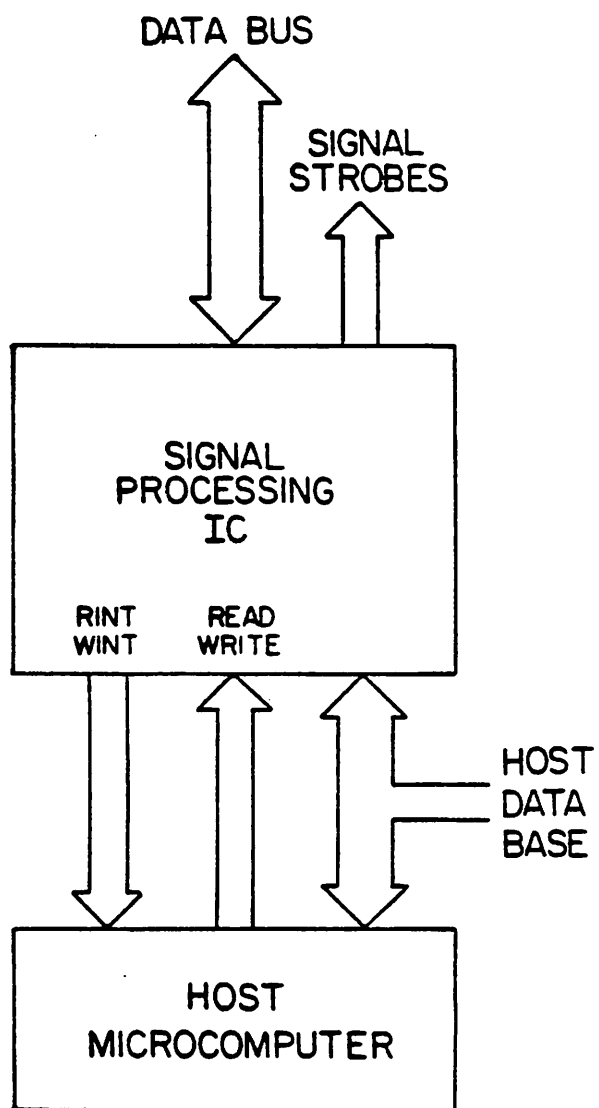 DATA BUS
SIGNAL
STROBES
SIGNAL
PROCESSING
IC
RINT
WINT
READ
WRITE
HOST
DATA
BASE
HOST
MICROCOMPUTER